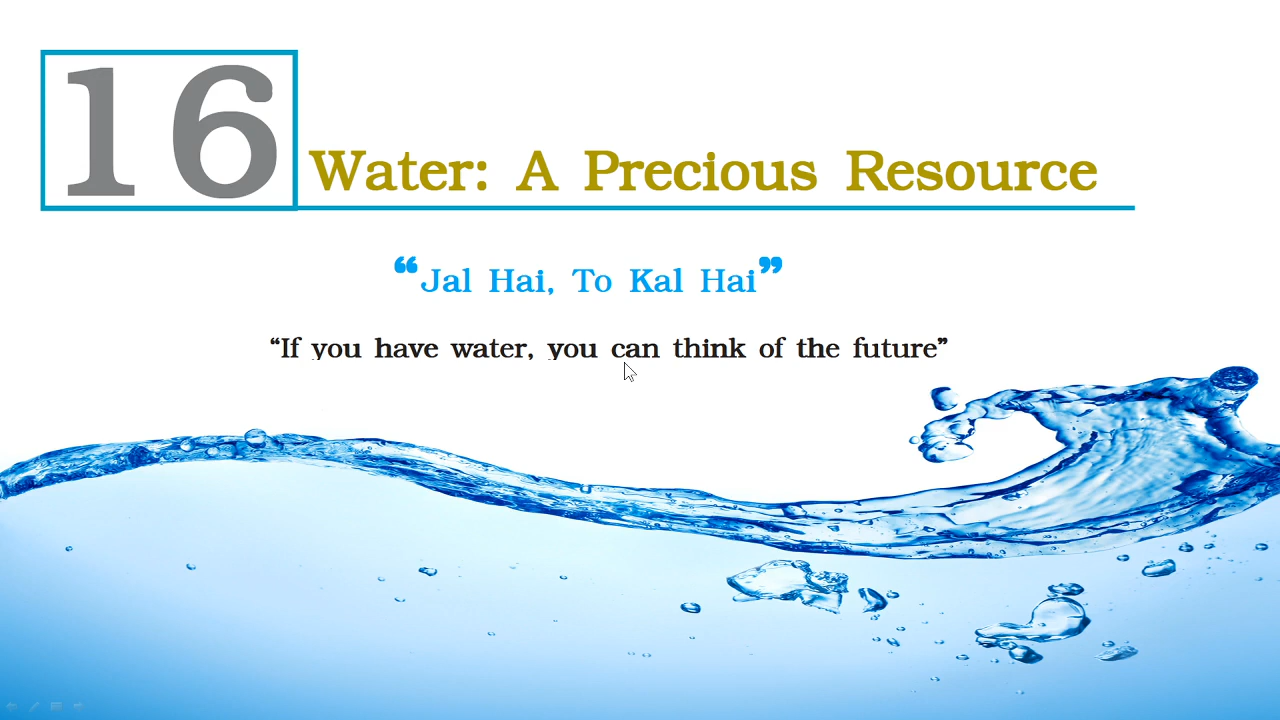 16
Water: A Precious Resource
“Jal Hai, To Kal Hai”
“If you have water, you can think of the future”